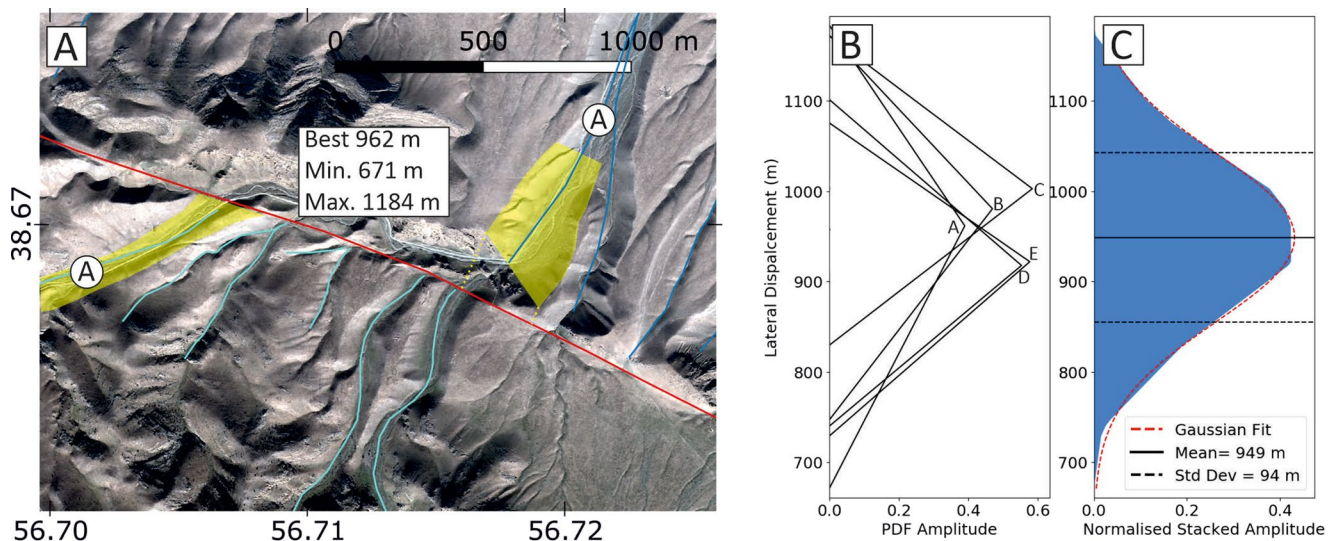 A
0 500 1000 m
A
Best 962 m
Min. 671 m
Max. 1184 m
A
38.67
56.70 56.71 56.72
B
Lateral Dispalcement (m)
1100
1000
900
800
700
A
B
C
E
D
0.0 0.2 0.4 0.6
PDF Amplitude
C
1100
1000
900
800
700
Gaussian Fit
Mean= 949 m
Std Dev = 94 m
0.0 0.2 0.4
Normalised Stacked Amplitude